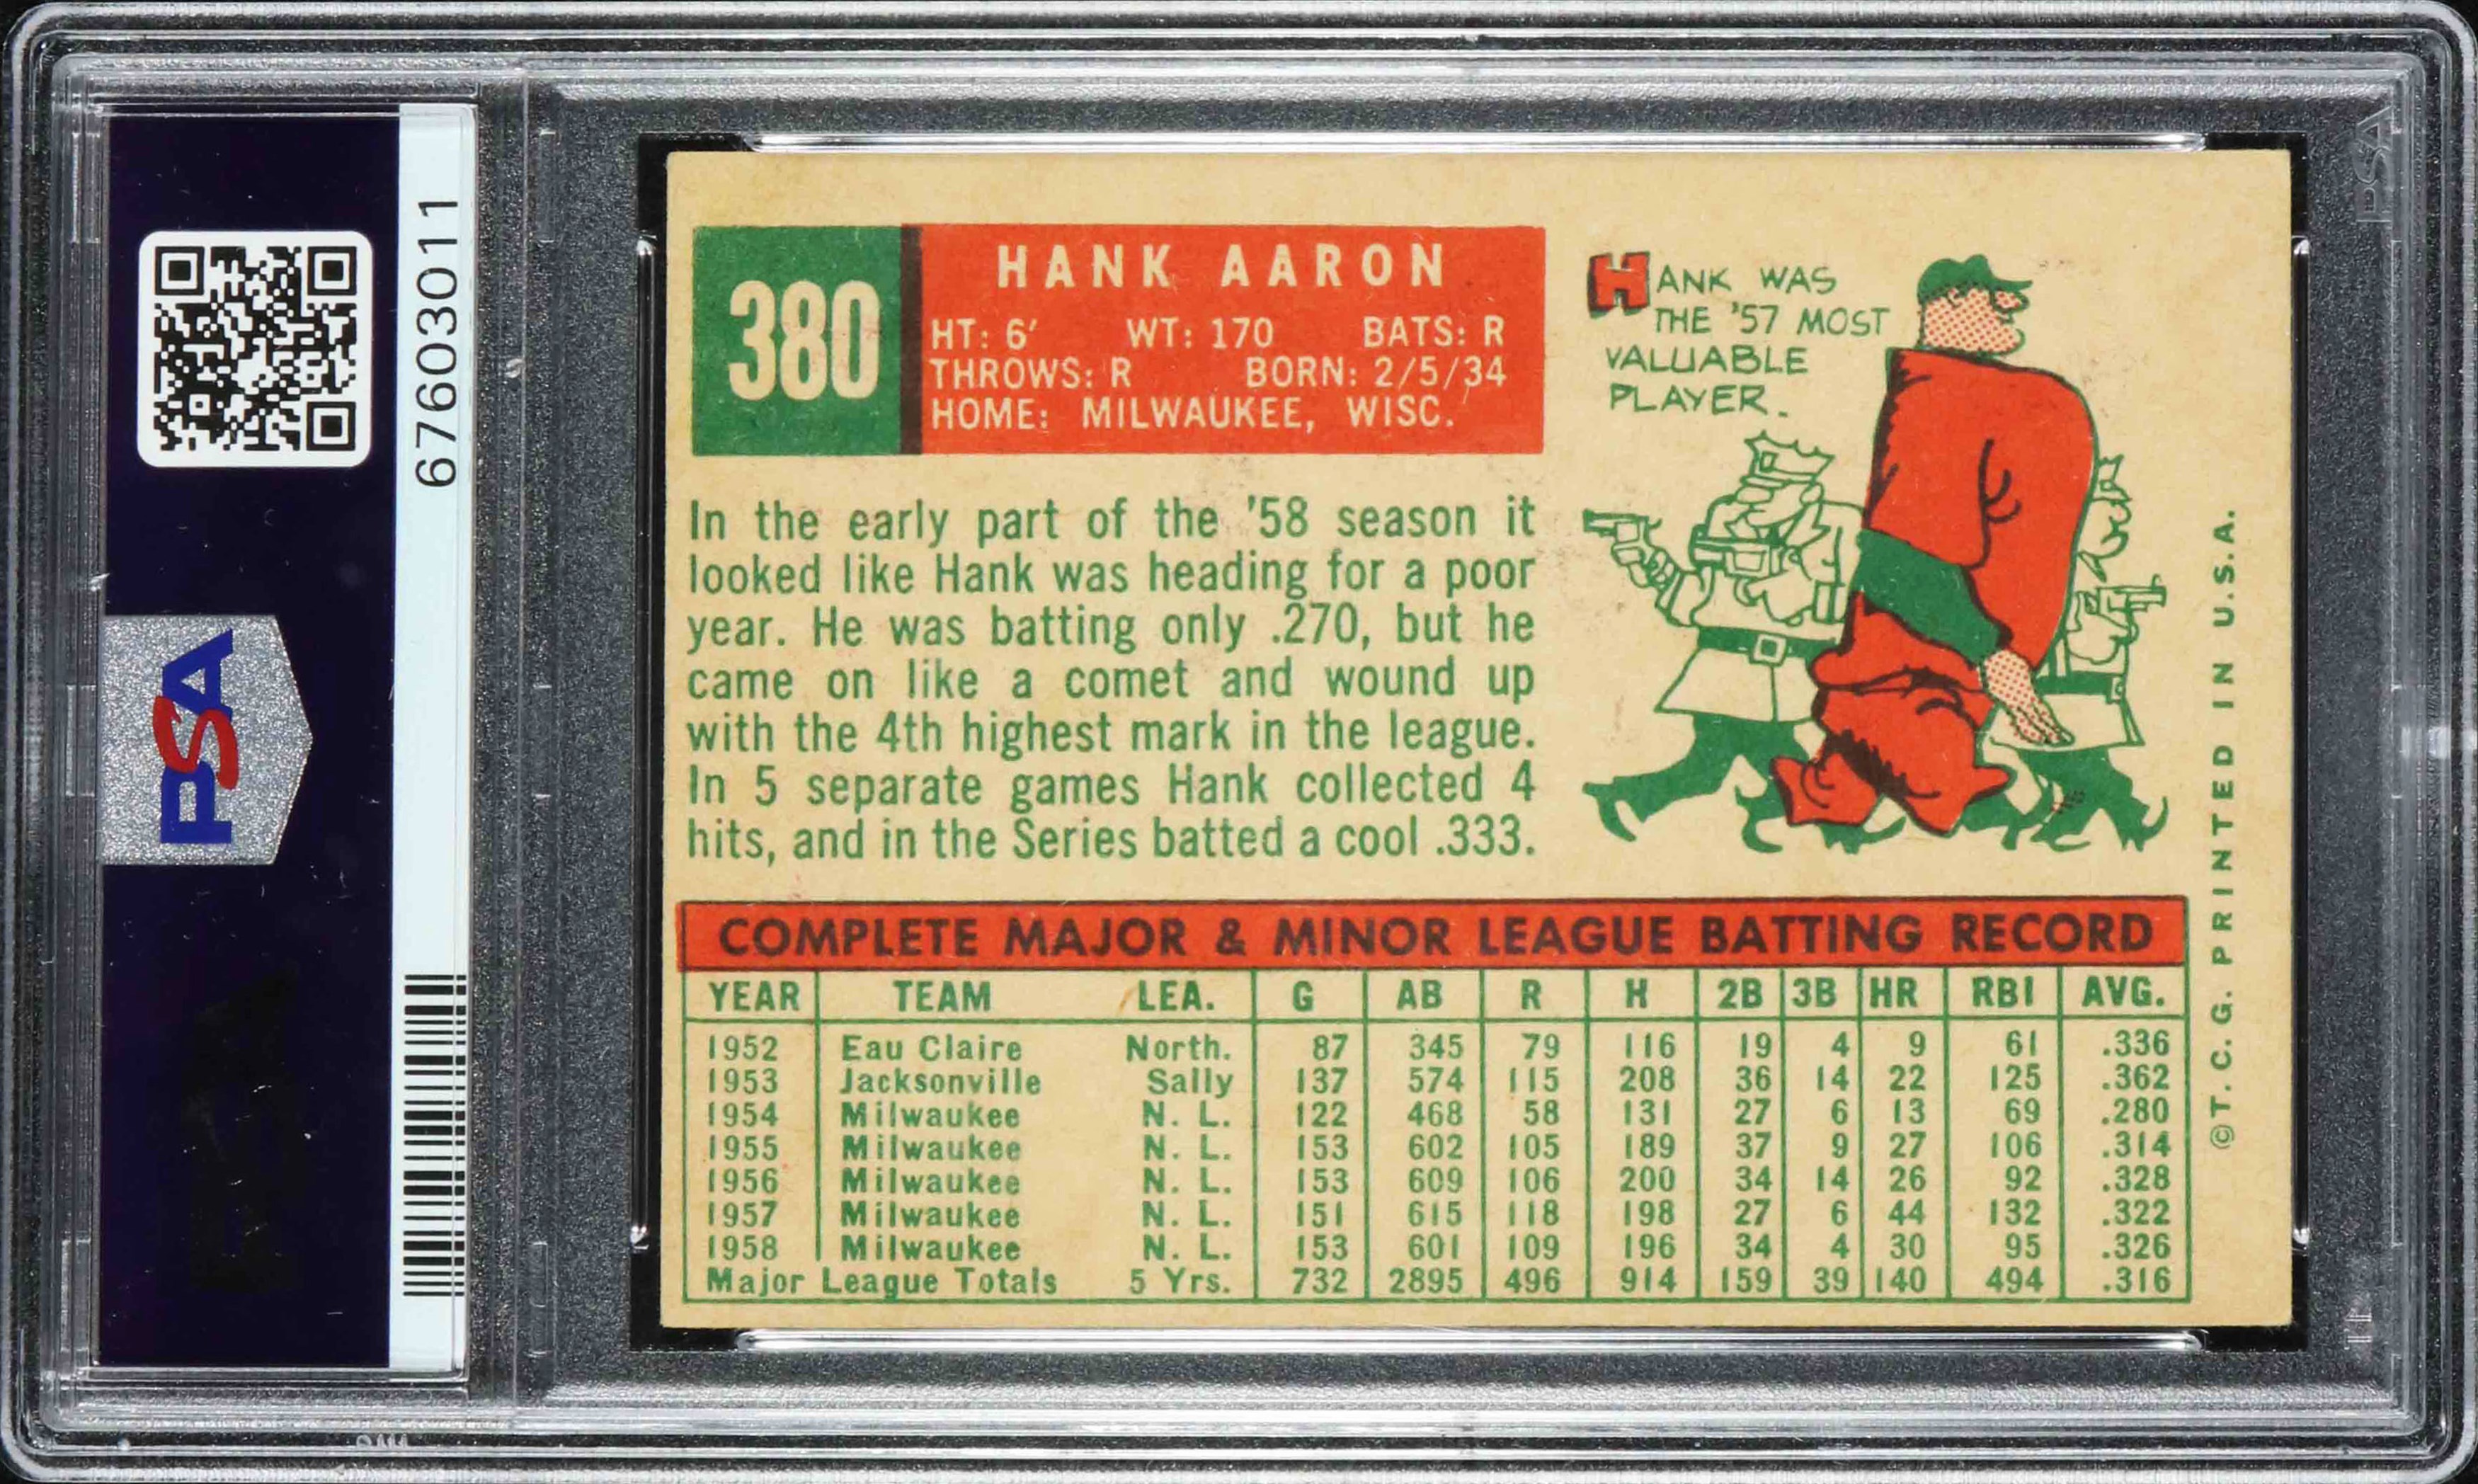 67603011
PSA
380
HANK AARON
HT: 6' WT: 170 BATS: R
THROWS: R BORN: 2/5/34
HOME: MILWAUKEE, WISC.
HANK WAS
THE '57 MOST
VALUABLE
PLAYER.
In the early part of the '58 season it
looked like Hank was heading for a poor
year. He was batting only .270, but he
came on like a comet and wound up
with the 4th highest mark in the league.
In 5 separate games Hank collected 4
hits, and in the Series batted a cool .333.
COMPLETE MAJOR & MINOR LEAGUE BATTING RECORD
YEAR TEAM LEA. G AB R H 2B 3B HR RBI AVG.
1952 Eau Claire North. 87 345 79 116 19 4 9 61 .336
1953 Jacksonville Sally 137 574 115 208 36 14 22 125 .362
1954 Milwaukee N. L. 122 468 58 131 27 6 13 69 .280
1955 Milwaukee N. L. 153 602 105 189 37 9 27 106 .314
1956 Milwaukee N. L. 153 609 106 200 34 14 26 92 .328
1957 Milwaukee N. L. 151 615 118 198 27 6 44 132 .322
1958 Milwaukee N. L. 153 601 109 196 34 4 30 95 .326
Major League Totals 5 Yrs. 732 2895 496 914 159 39 140 494 .316
©T. C. G. PRINTED IN U.S.A.
PSA